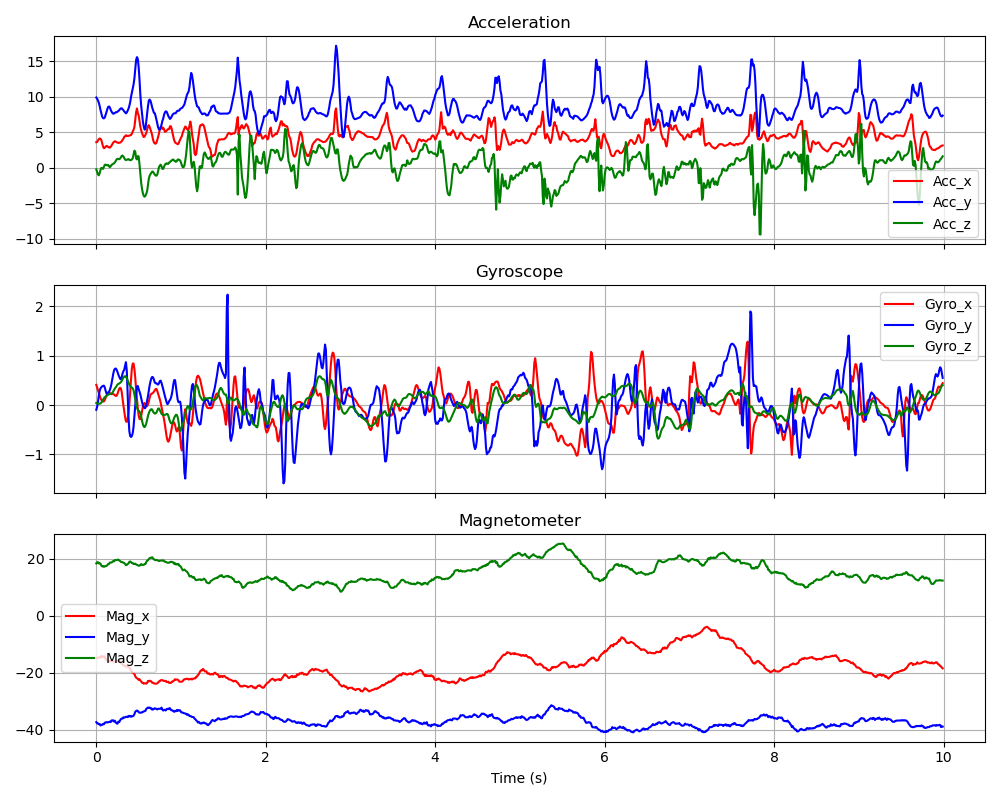 Acceleration
15
10
5
0
−5
−10
Acc_x
Acc_y
Acc_z
Gyroscope
2
1
0
−1
Gyro_x
Gyro_y
Gyro_z
Magnetometer
20
0
−20
−40
Mag_x
Mag_y
Mag_z
0 2 4 6 8 10
Time (s)